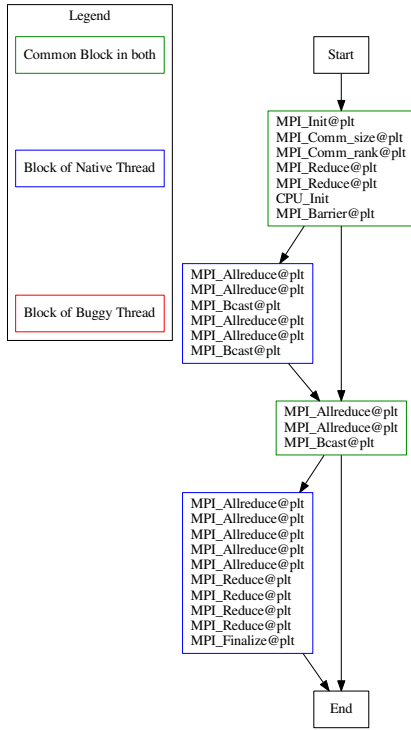 Legend
Common Block in both
Block of Native Thread
Block of Buggy Thread
Start
MPI_Init@plt
MPI_Comm_size@plt
MPI_Comm_rank@plt
MPI_Reduce@plt
MPI_Reduce@plt
CPU_Init
MPI_Barrier@plt
MPI_Allreduce@plt
MPI_Allreduce@plt
MPI_Bcast@plt
MPI_Allreduce@plt
MPI_Allreduce@plt
MPI_Bcast@plt
MPI_Allreduce@plt
MPI_Allreduce@plt
MPI_Bcast@plt
MPI_Allreduce@plt
MPI_Allreduce@plt
MPI_Allreduce@plt
MPI_Allreduce@plt
MPI_Allreduce@plt
MPI_Reduce@plt
MPI_Reduce@plt
MPI_Reduce@plt
MPI_Reduce@plt
MPI_Finalize@plt
End